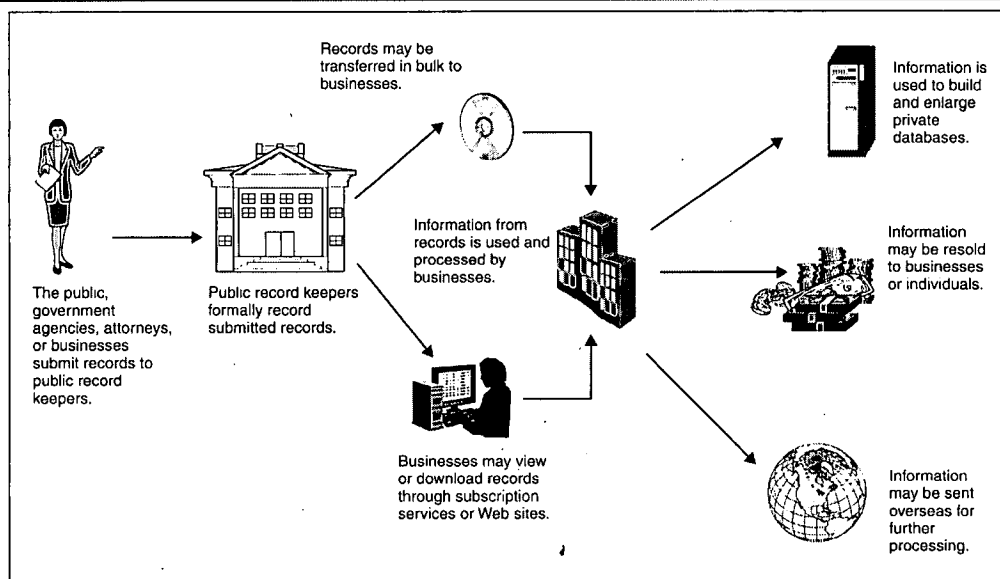 Records may be
transferred in bulk to
businesses.
Information is
used to build
and enlarge
private
databases.
Information from
records is used and
processed by
businesses.
Information
may be resold
to businesses
or individuals.
The public,
government
agencies, attorneys,
or businesses
submit records to
public record
keepers.
Public record keepers
formally record
submitted records.
Businesses may view
or download records
through subscription
services or Web sites.
Information
may be sent
overseas for
further
processing.